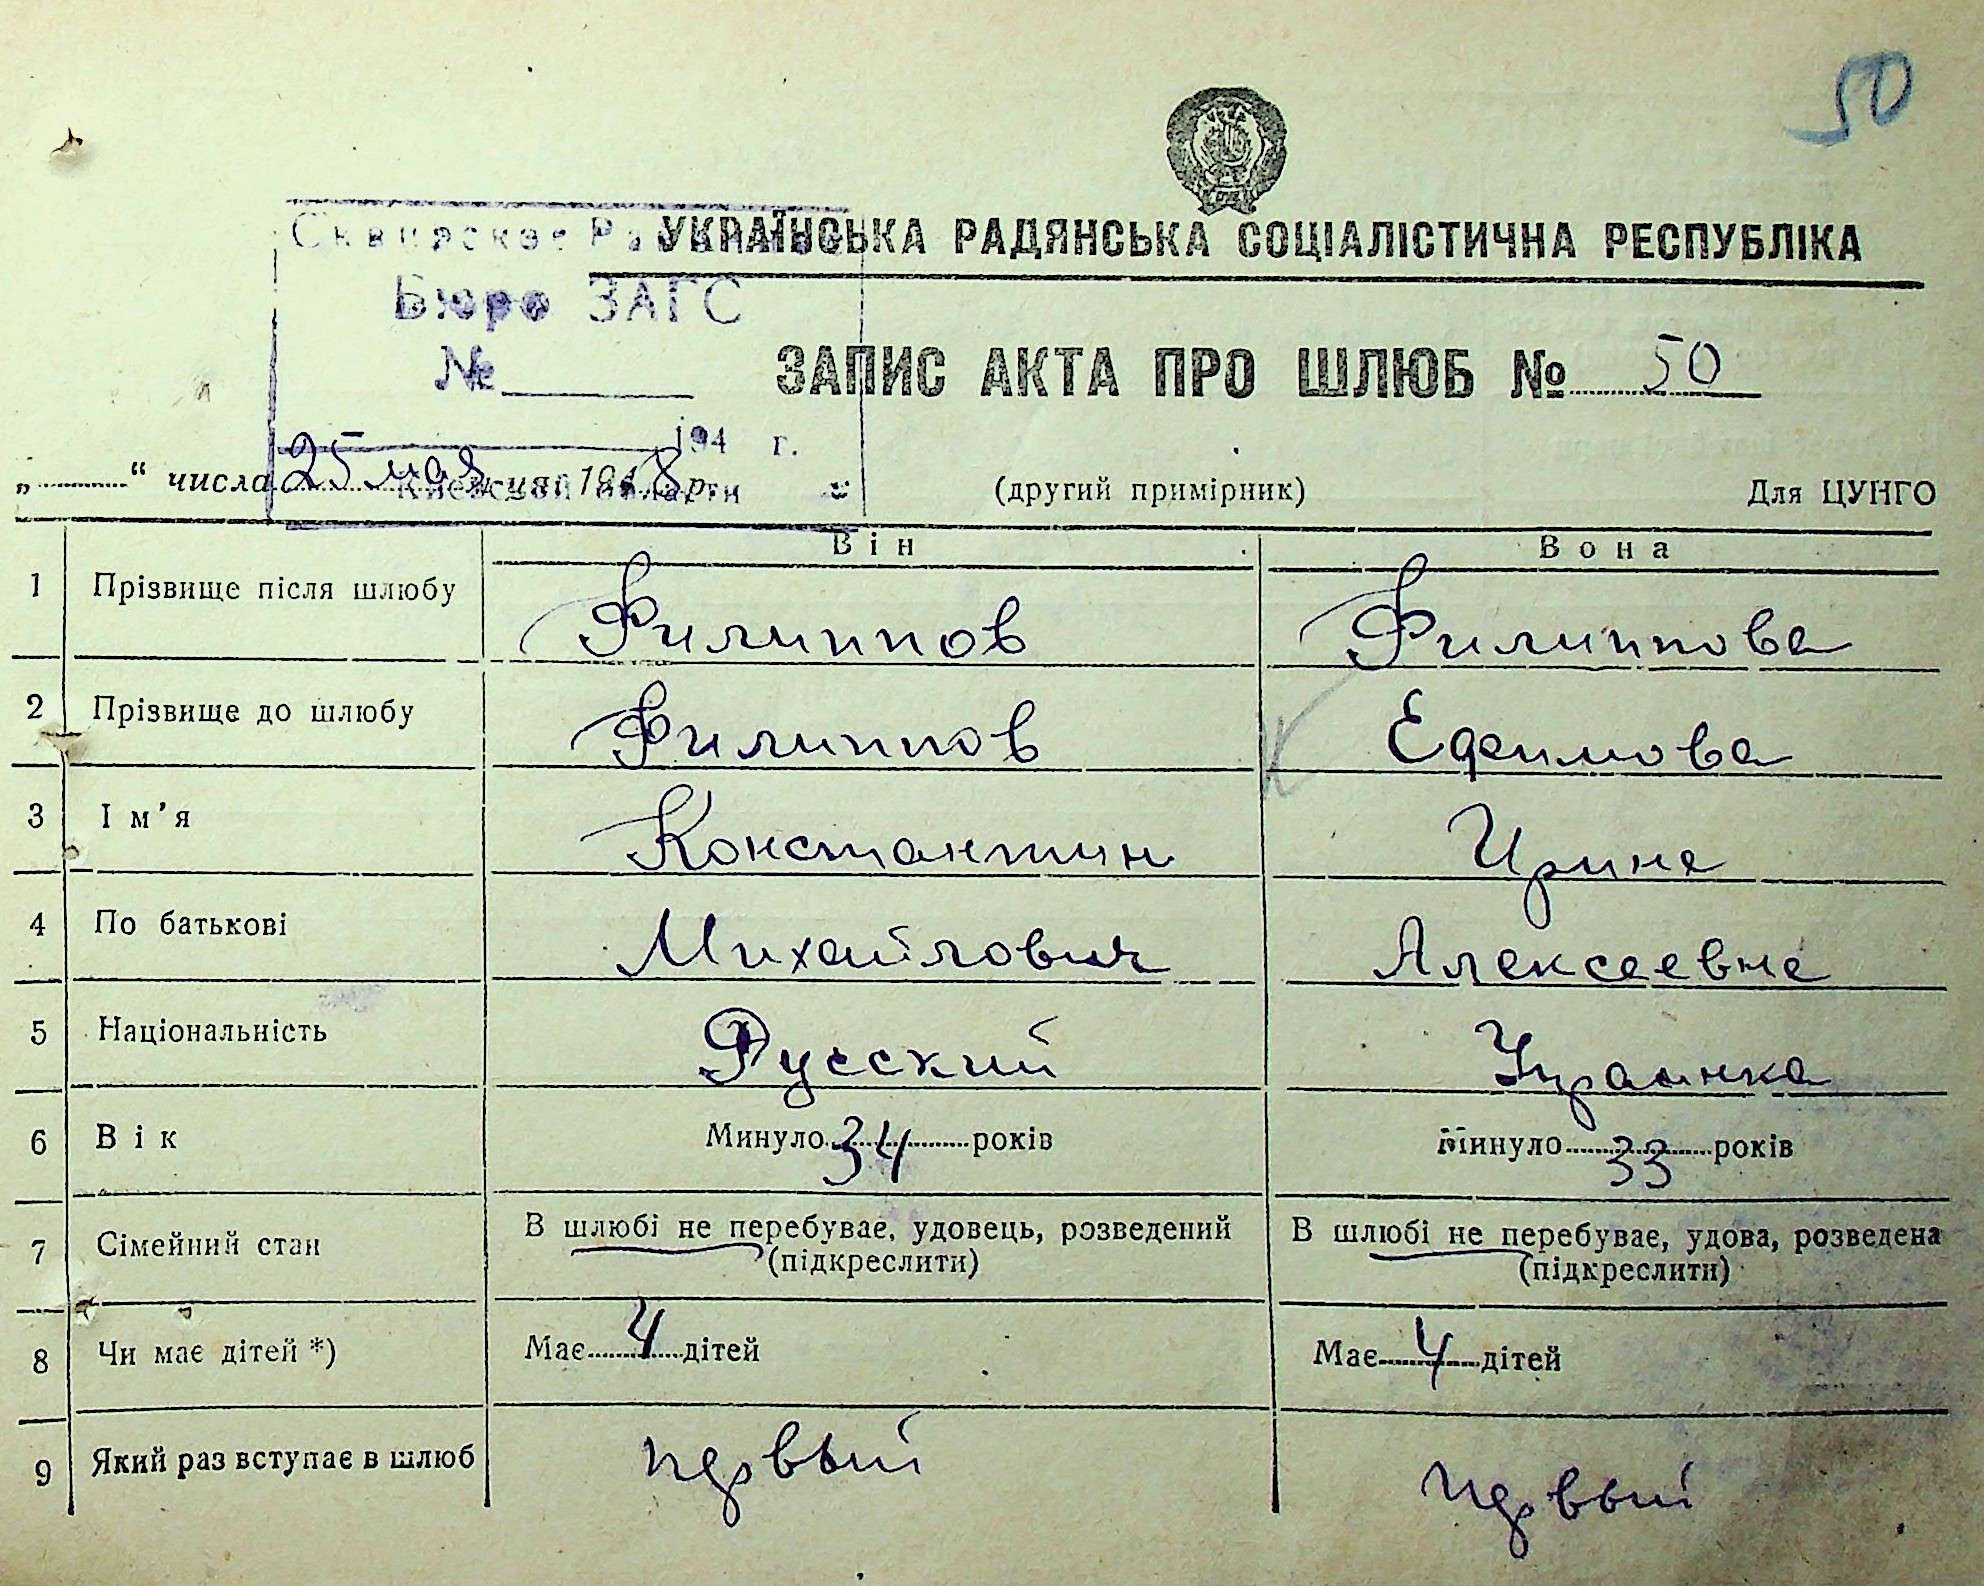 50
УКРАЇНСЬКА РАДЯНСЬКА СОЦІАЛІСТИЧНА РЕСПУБЛІКА
Бюро ЗАГС
№
ЗАПИС АКТА ПРО ШЛЮБ № 50
194 г.
„ “ числа 25 мая 1948 р.
(другий примірник) Для ЦУНГО
Він Вона
1 Прізвище після шлюбу Филиппов Филиппова
2 Прізвище до шлюбу Филиппов Ефимова
3 Ім’я Константин Ирина
4 По батькові Михайлович Алексеевна
5 Національність Русский Украинка
6 Вік Минуло 34 років Минуло 33 років
7 Сімейний стан В шлюбі не перебуває, удовець, розведений В шлюбі не перебуває, удова, розведена
(підкреслити) (підкреслити)
8 Чи має дітей *) Має 4 дітей Має 4 дітей
9 Який раз вступає в шлюб первый первый